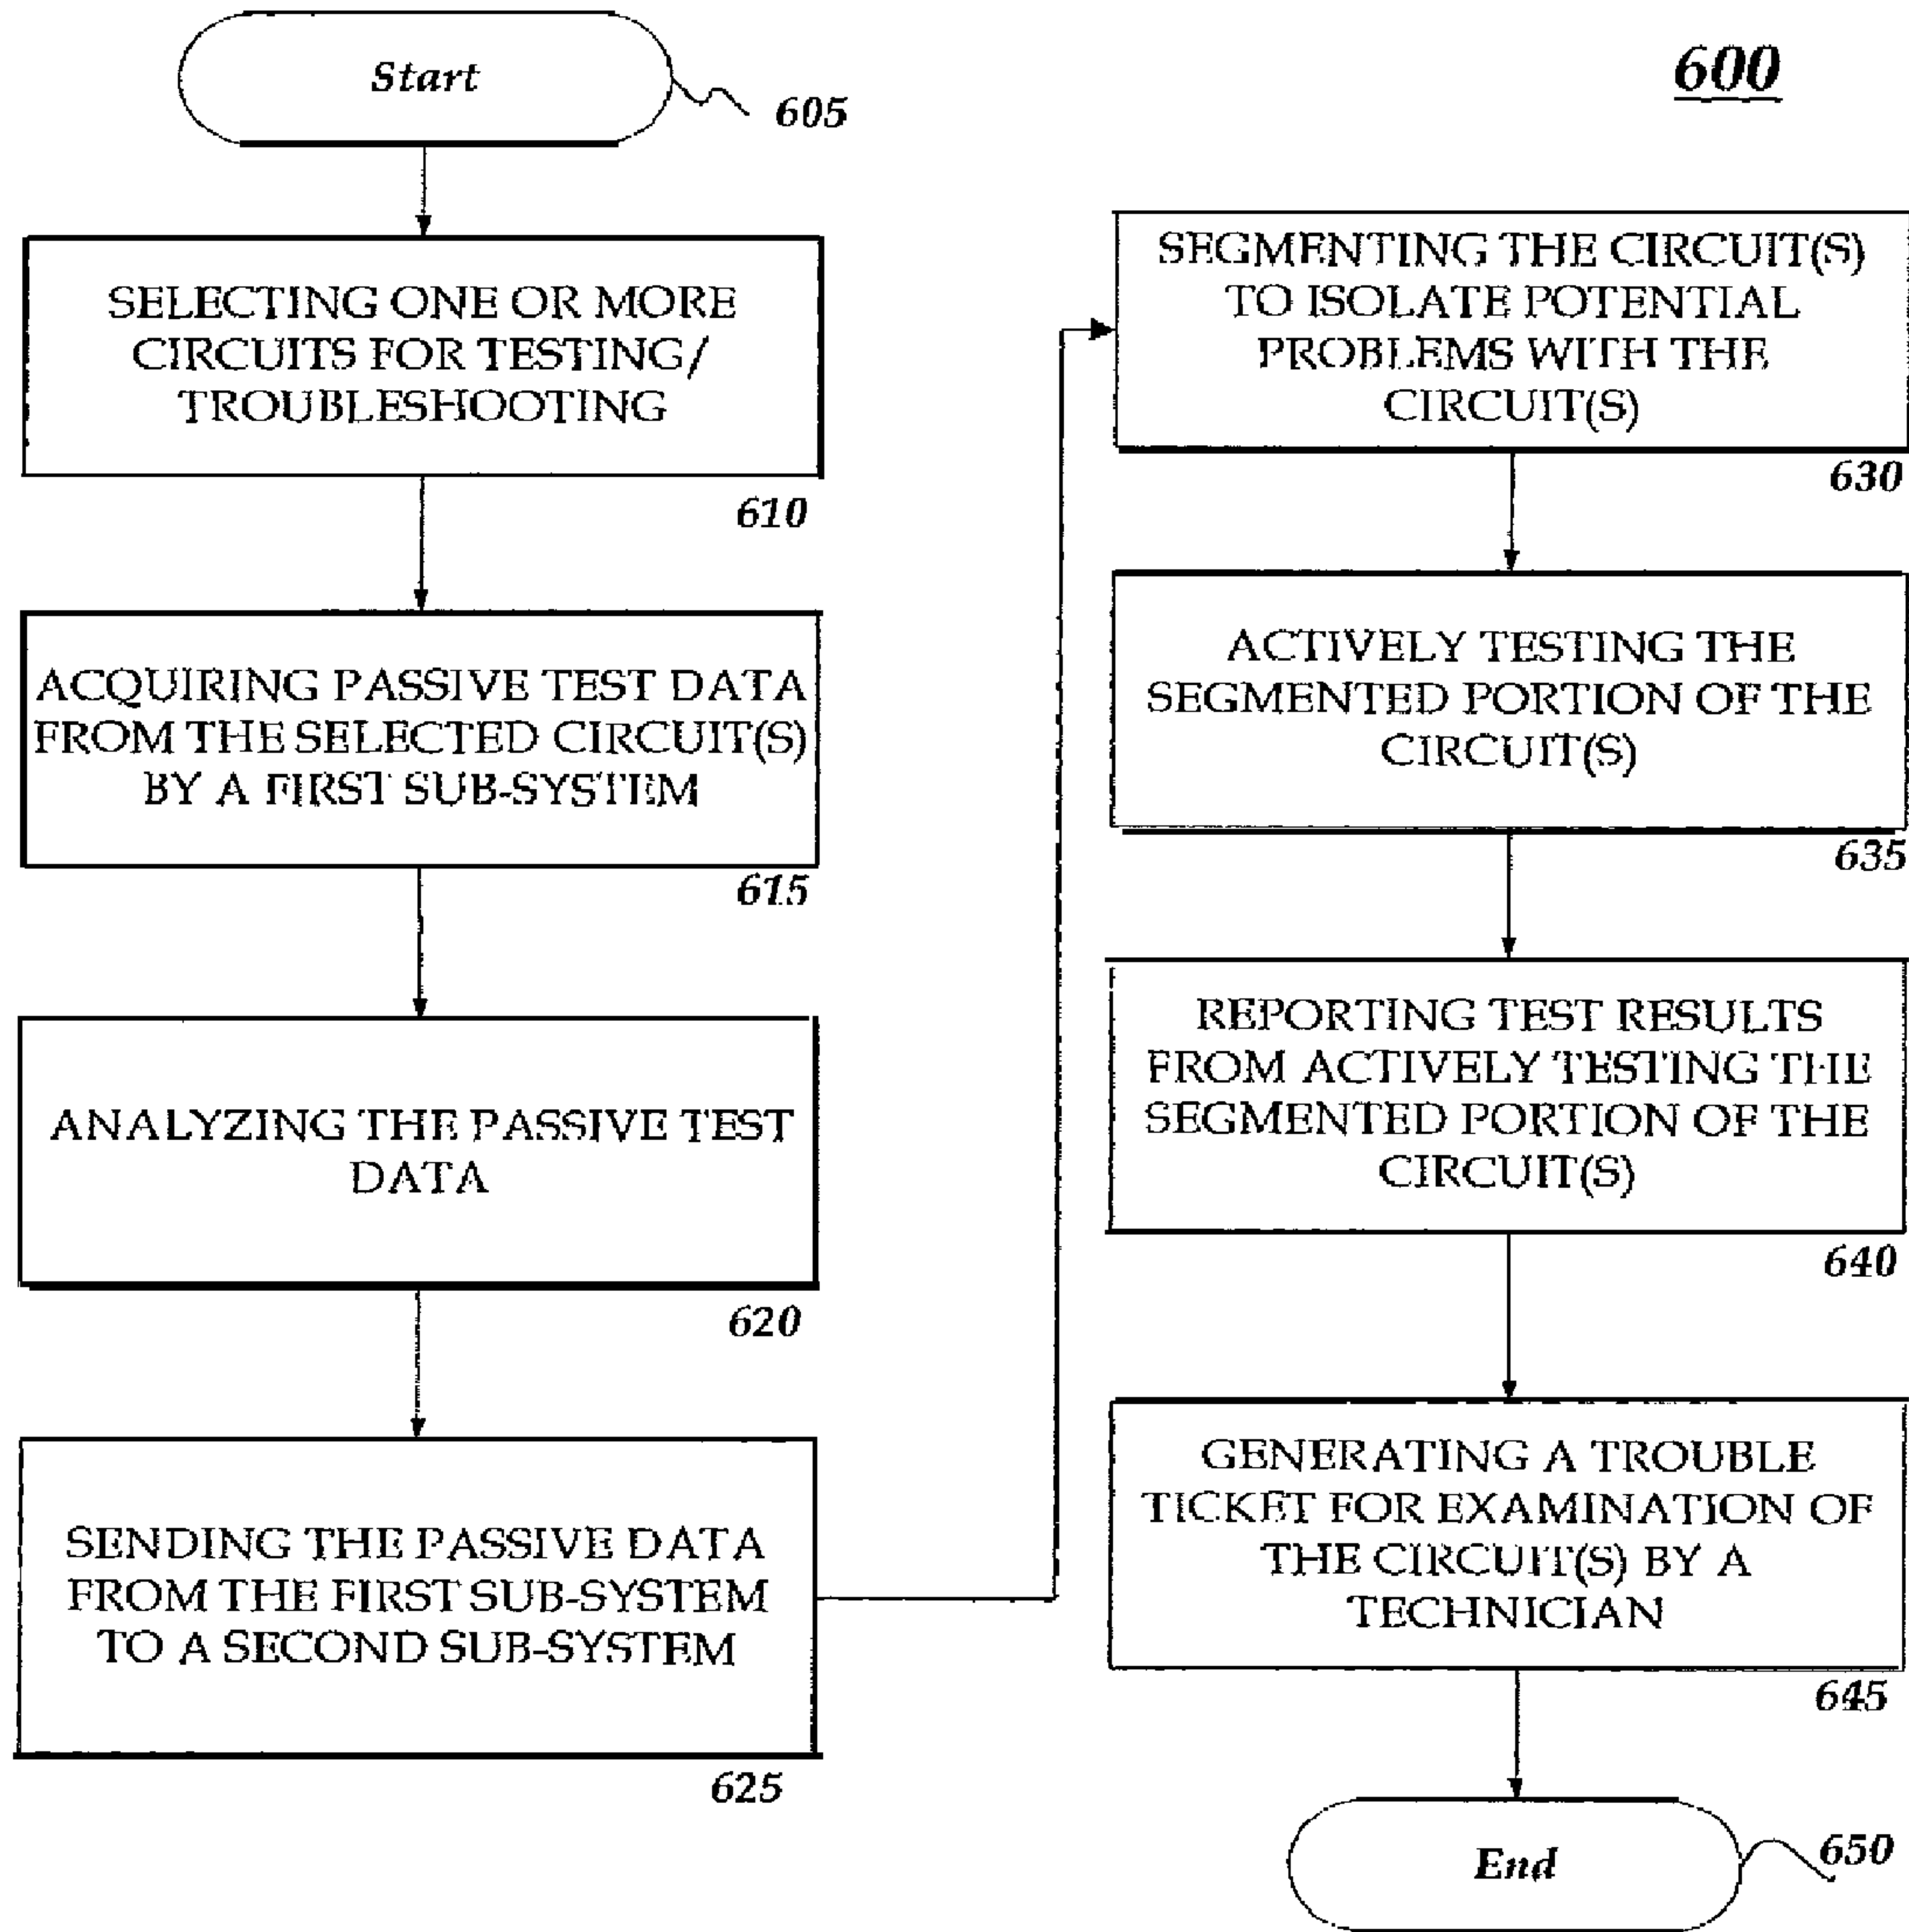 600
Start
605
SELECTING ONE OR MORE
CIRCUITS FOR TESTING/
TROUBLESHOOTING
610
ACQUIRING PASSIVE TEST DATA
FROM THE SELECTED CIRCUIT(S)
BY A FIRST SUB-SYSTEM
615
ANALYZING THE PASSIVE TEST
DATA
620
SENDING THE PASSIVE DATA
FROM THE FIRST SUB-SYSTEM
TO A SECOND SUB-SYSTEM
625
SEGMENTING THE CIRCUIT(S)
TO ISOLATE POTENTIAL
PROBLEMS WITH THE
CIRCUIT(S)
630
ACTIVELY TESTING THE
SEGMENTED PORTION OF THE
CIRCUIT(S)
635
REPORTING TEST RESULTS
FROM ACTIVELY TESTING THE
SEGMENTED PORTION OF THE
CIRCUIT(S)
640
GENERATING A TROUBLE
TICKET FOR EXAMINATION OF
THE CIRCUIT(S) BY A
TECHNICIAN
645
End
650